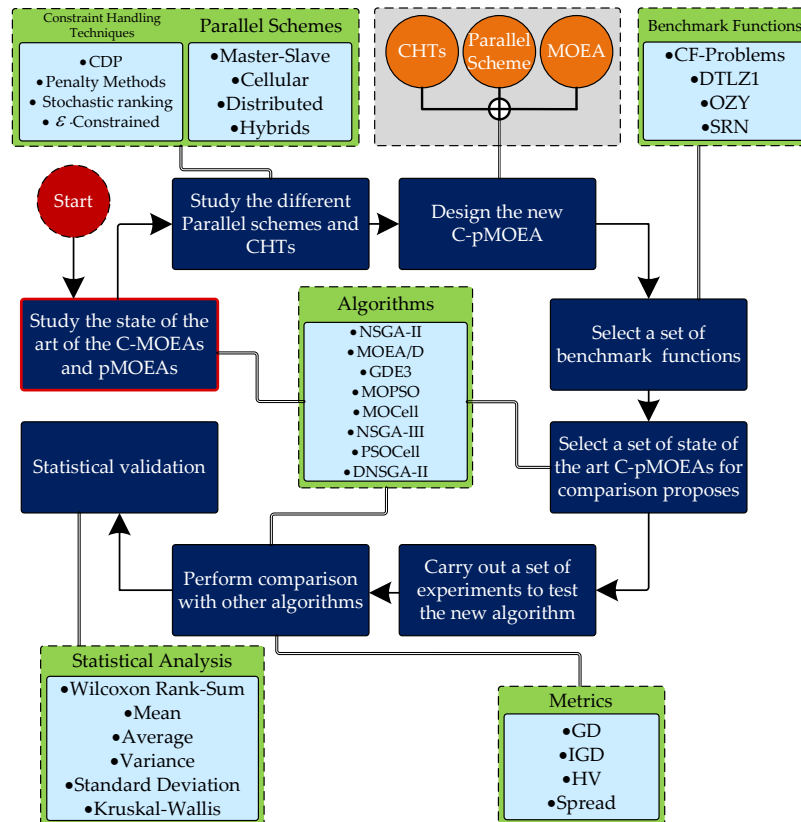 Constraint Handling
Techniques
•CDP
•Penalty Methods
• Stochastic ranking
• ε -Constrained
Parallel Schemes
•Master-Slave
•Cellular
•Distributed
•Hybrids
CHTs
Parallel
Scheme
MOEA
Benchmark Functions
•CF-Problems
•DTLZ1
•OZY
•SRN
Start
Study the different
Parallel schemes and
CHTs
Design the new
C-pMOEA
Study the state of the
art of the C-MOEAs
and pMOEAs
Algorithms
•NSGA-II
•MOEA/D
•GDE3
•MOPSO
•MOCell
•NSGA-III
•PSOCell
•DNSGA-II
Select a set of
benchmark functions
Statistical validation
Select a set of state of
the art C-pMOEAs for
comparison proposes
Perform comparison
with other algorithms
Carry out a set of
experiments to test
the new algorithm
Statistical Analysis
•Wilcoxon Rank-Sum
•Mean
•Average
•Variance
•Standard Deviation
•Kruskal-Wallis
Metrics
•GD
•IGD
•HV
•Spread